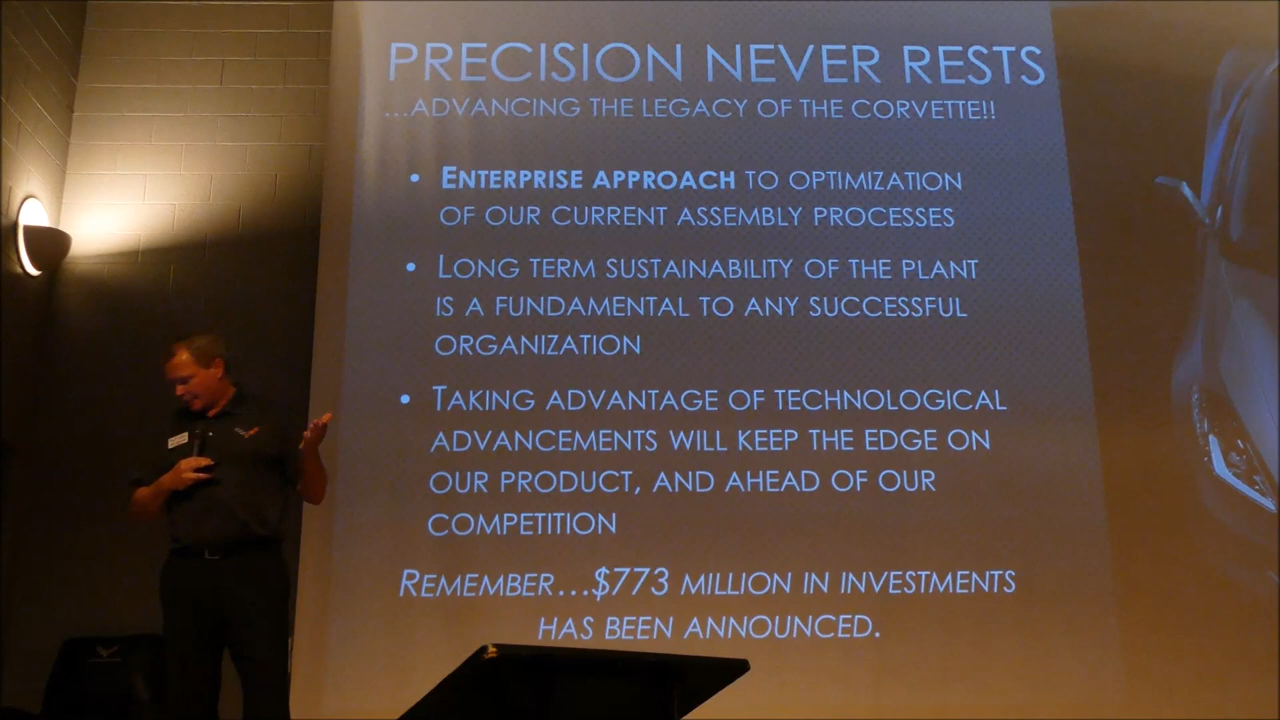 PRECISION NEVER RESTS
...ADVANCING THE LEGACY OF THE CORVETTE!!
• ENTERPRISE APPROACH TO OPTIMIZATION
OF OUR CURRENT ASSEMBLY PROCESSES
• LONG TERM SUSTAINABILITY OF THE PLANT
IS A FUNDAMENTAL TO ANY SUCCESSFUL
ORGANIZATION
• TAKING ADVANTAGE OF TECHNOLOGICAL
ADVANCEMENTS WILL KEEP THE EDGE ON
OUR PRODUCT, AND AHEAD OF OUR
COMPETITION
REMEMBER...$773 MILLION IN INVESTMENTS
HAS BEEN ANNOUNCED.